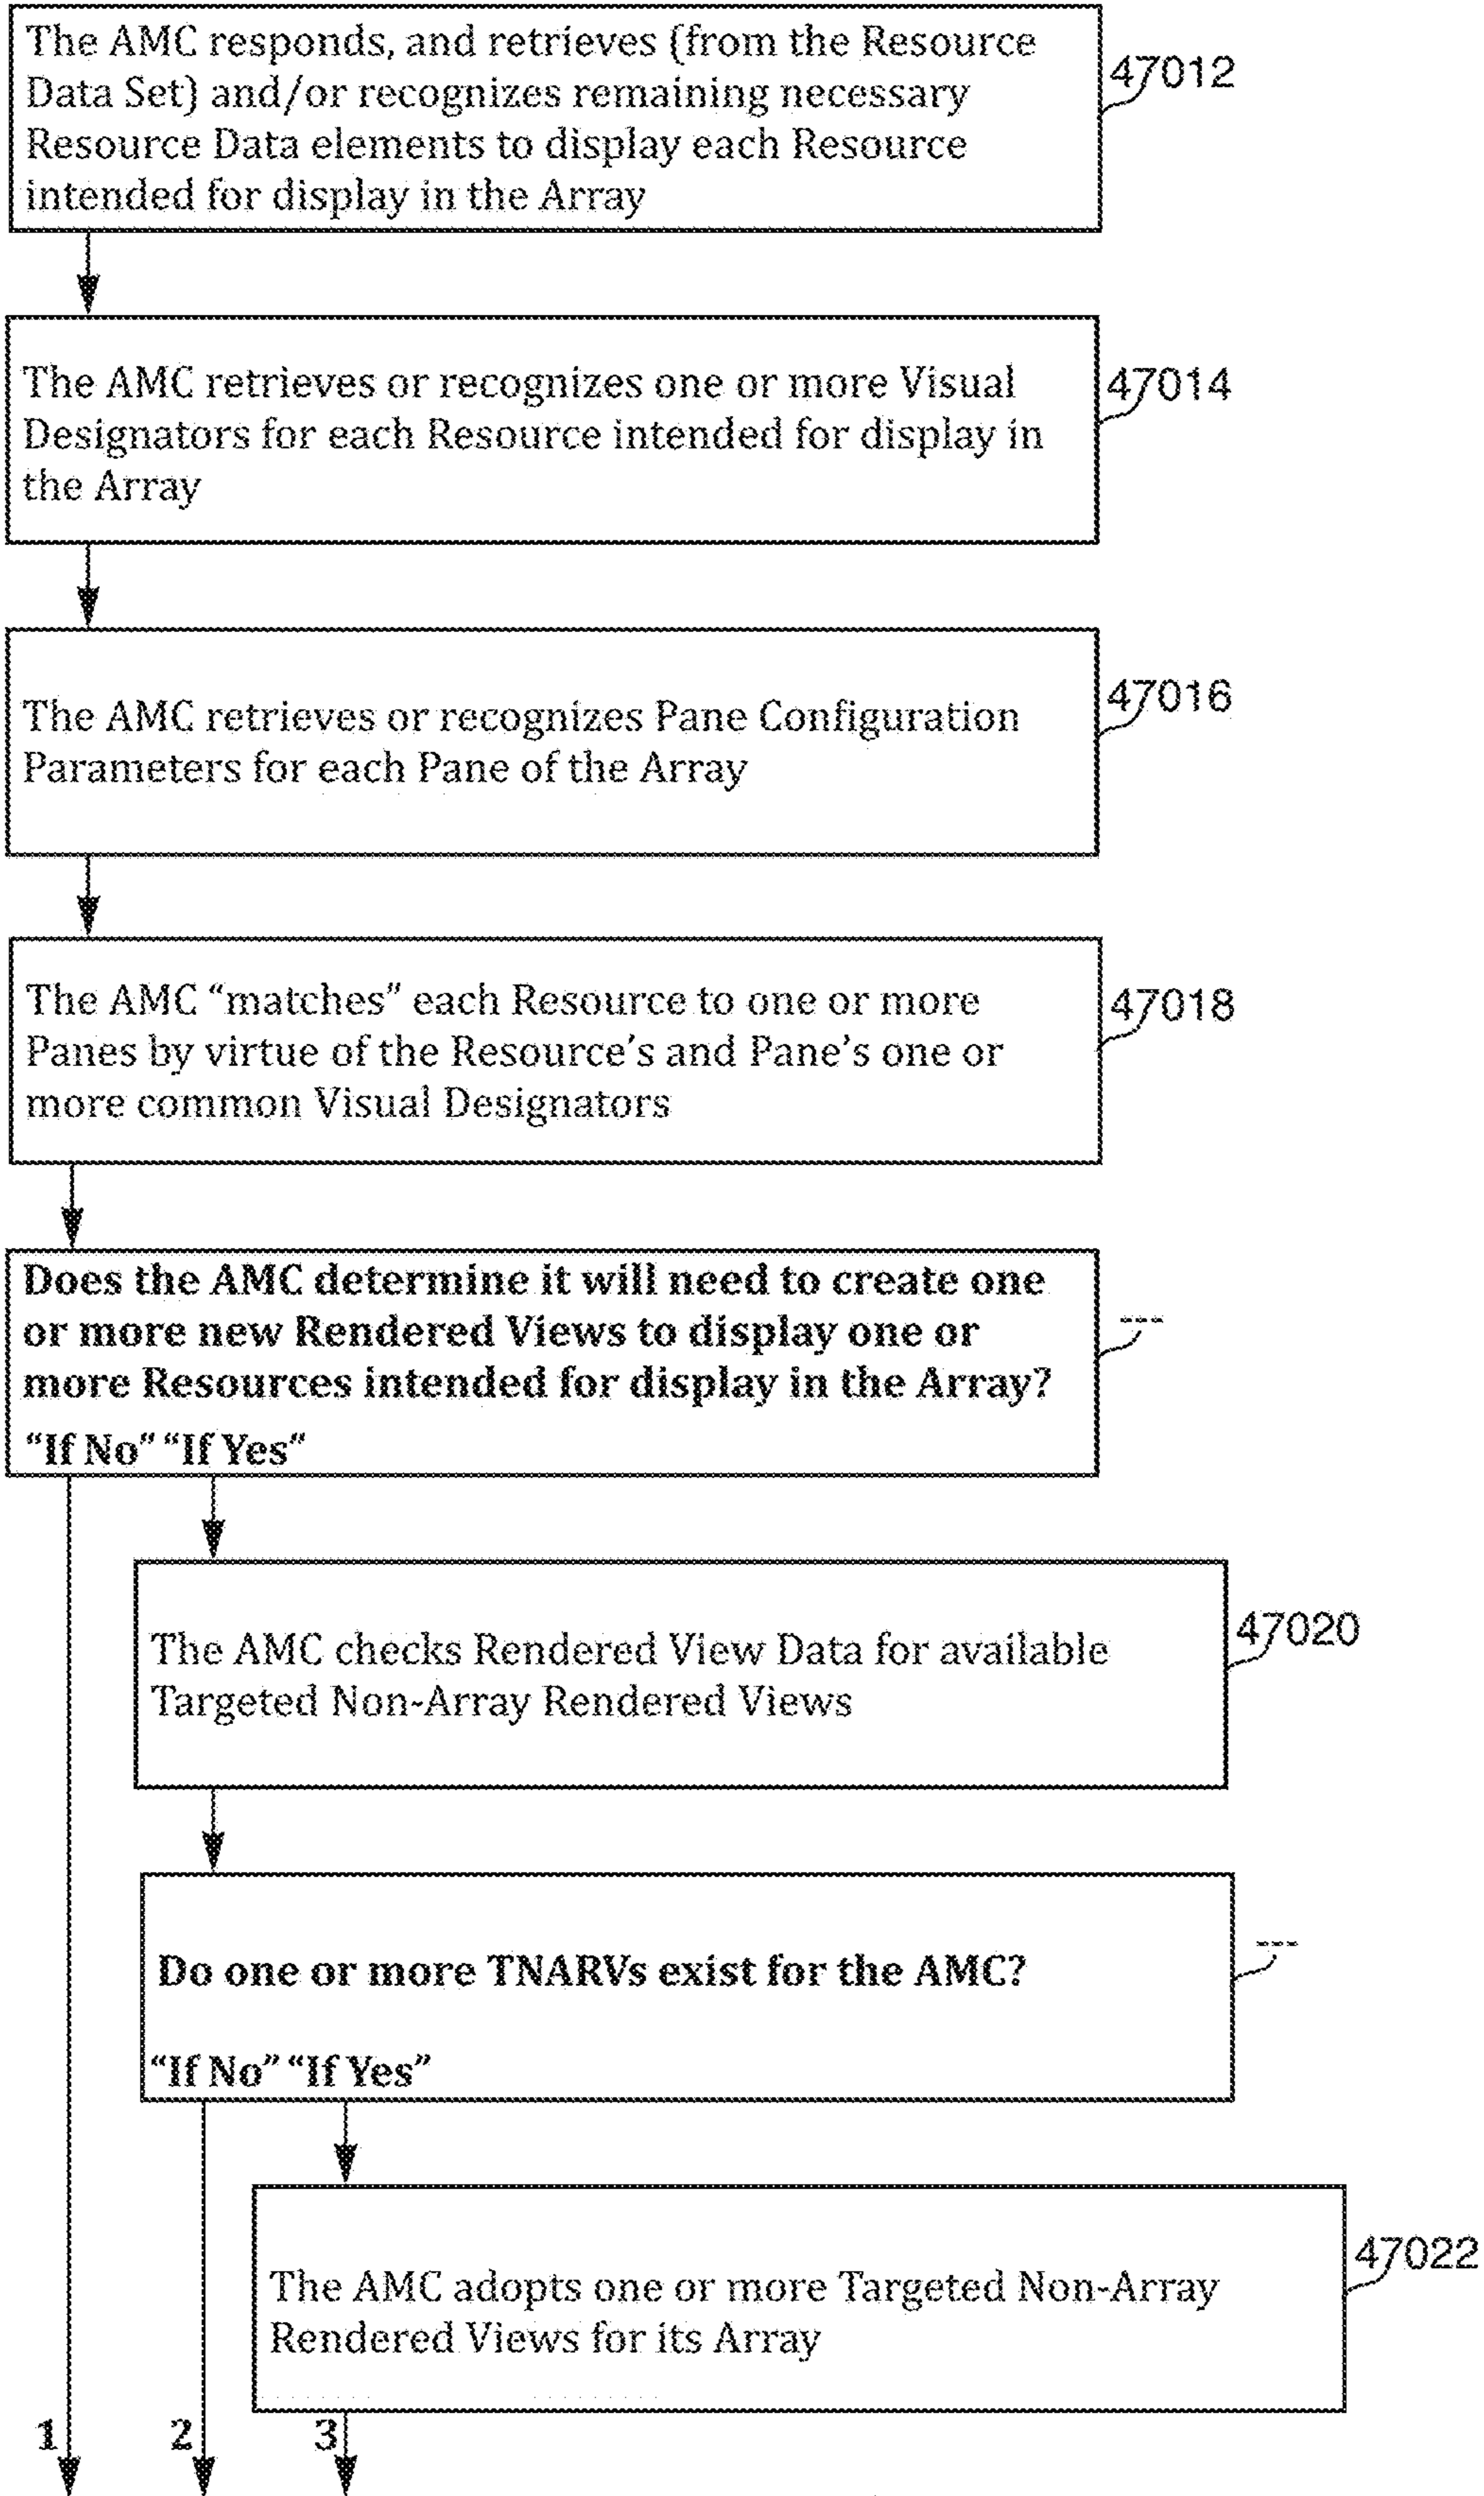 The AMC responds, and retrieves (from the Resource
Data Set) and/or recognizes remaining necessary
Resource Data elements to display each Resource
intended for display in the Array
47012
The AMC retrieves or recognizes one or more Visual
Designators for each Resource intended for display in
the Array
47014
The AMC retrieves or recognizes Pane Configuration
Parameters for each Pane of the Array
47016
The AMC “matches” each Resource to one or more
Panes by virtue of the Resource’s and Pane’s one or
more common Visual Designators
47018
Does the AMC determine it will need to create one
or more new Rendered Views to display one or
more Resources intended for display in the Array?
“If No” “If Yes”
---
The AMC checks Rendered View Data for available
Targeted Non-Array Rendered Views
47020
Do one or more TNARVs exist for the AMC?
“If No” “If Yes”
---
The AMC adopts one or more Targeted Non-Array
Rendered Views for its Array
47022
1 2 3